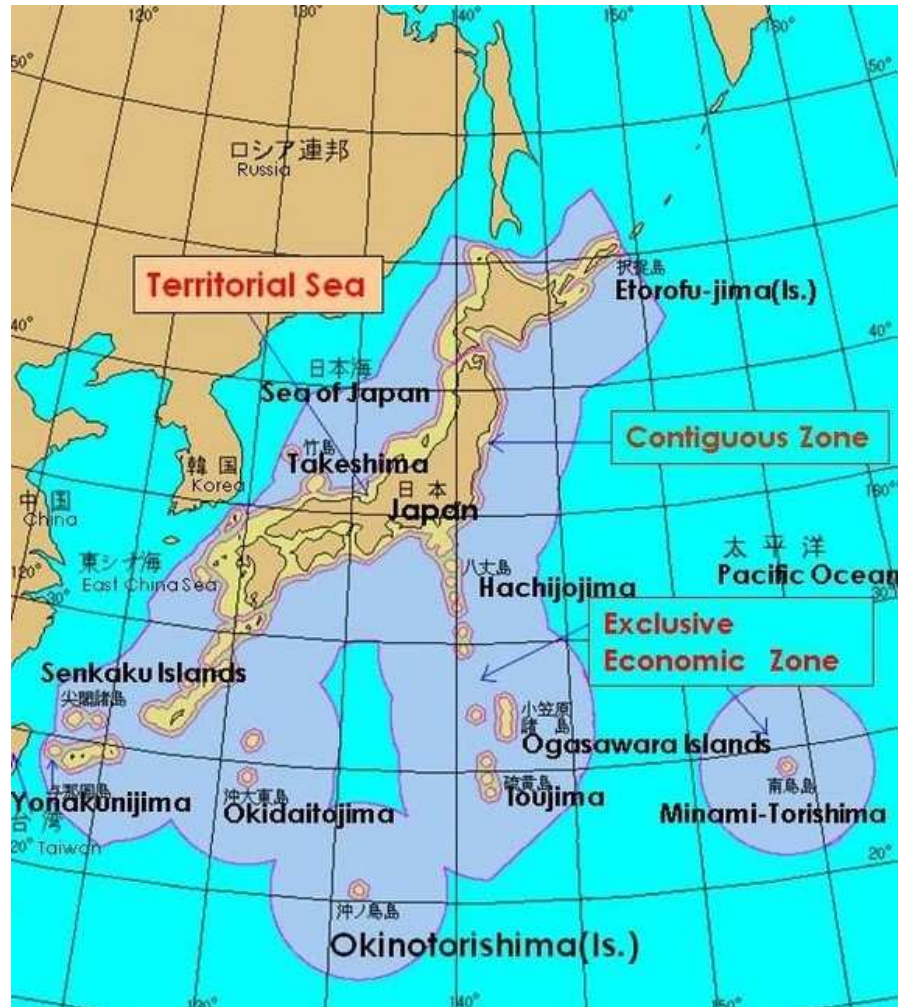 120°
130°
140°
150°
160°
50°
50°
ロシア連邦
Russia
Territorial Sea
択捉島
Etorofu-jima(Is.)
40°
40°
日本海
Sea of Japan
竹島
Takeshima
Contiguous Zone
韓国
Korea
日本
Japan
中国
China
160°
東シナ海
East China Sea
八丈島
Hachijojima
太平洋
Pacific Ocean
120°
30°
30°
Exclusive
Economic Zone
Senkaku Islands
尖閣諸島
小笠原
諸島
Ogasawara Islands
与那国島
Yonakunijima
沖大東島
Okidaitojima
硫黄島
Ioujima
南鳥島
Minami-Torishima
台湾
Taiwan
20°
20°
沖ノ鳥島
Okinotorishima(Is.)
130°
140°
150°